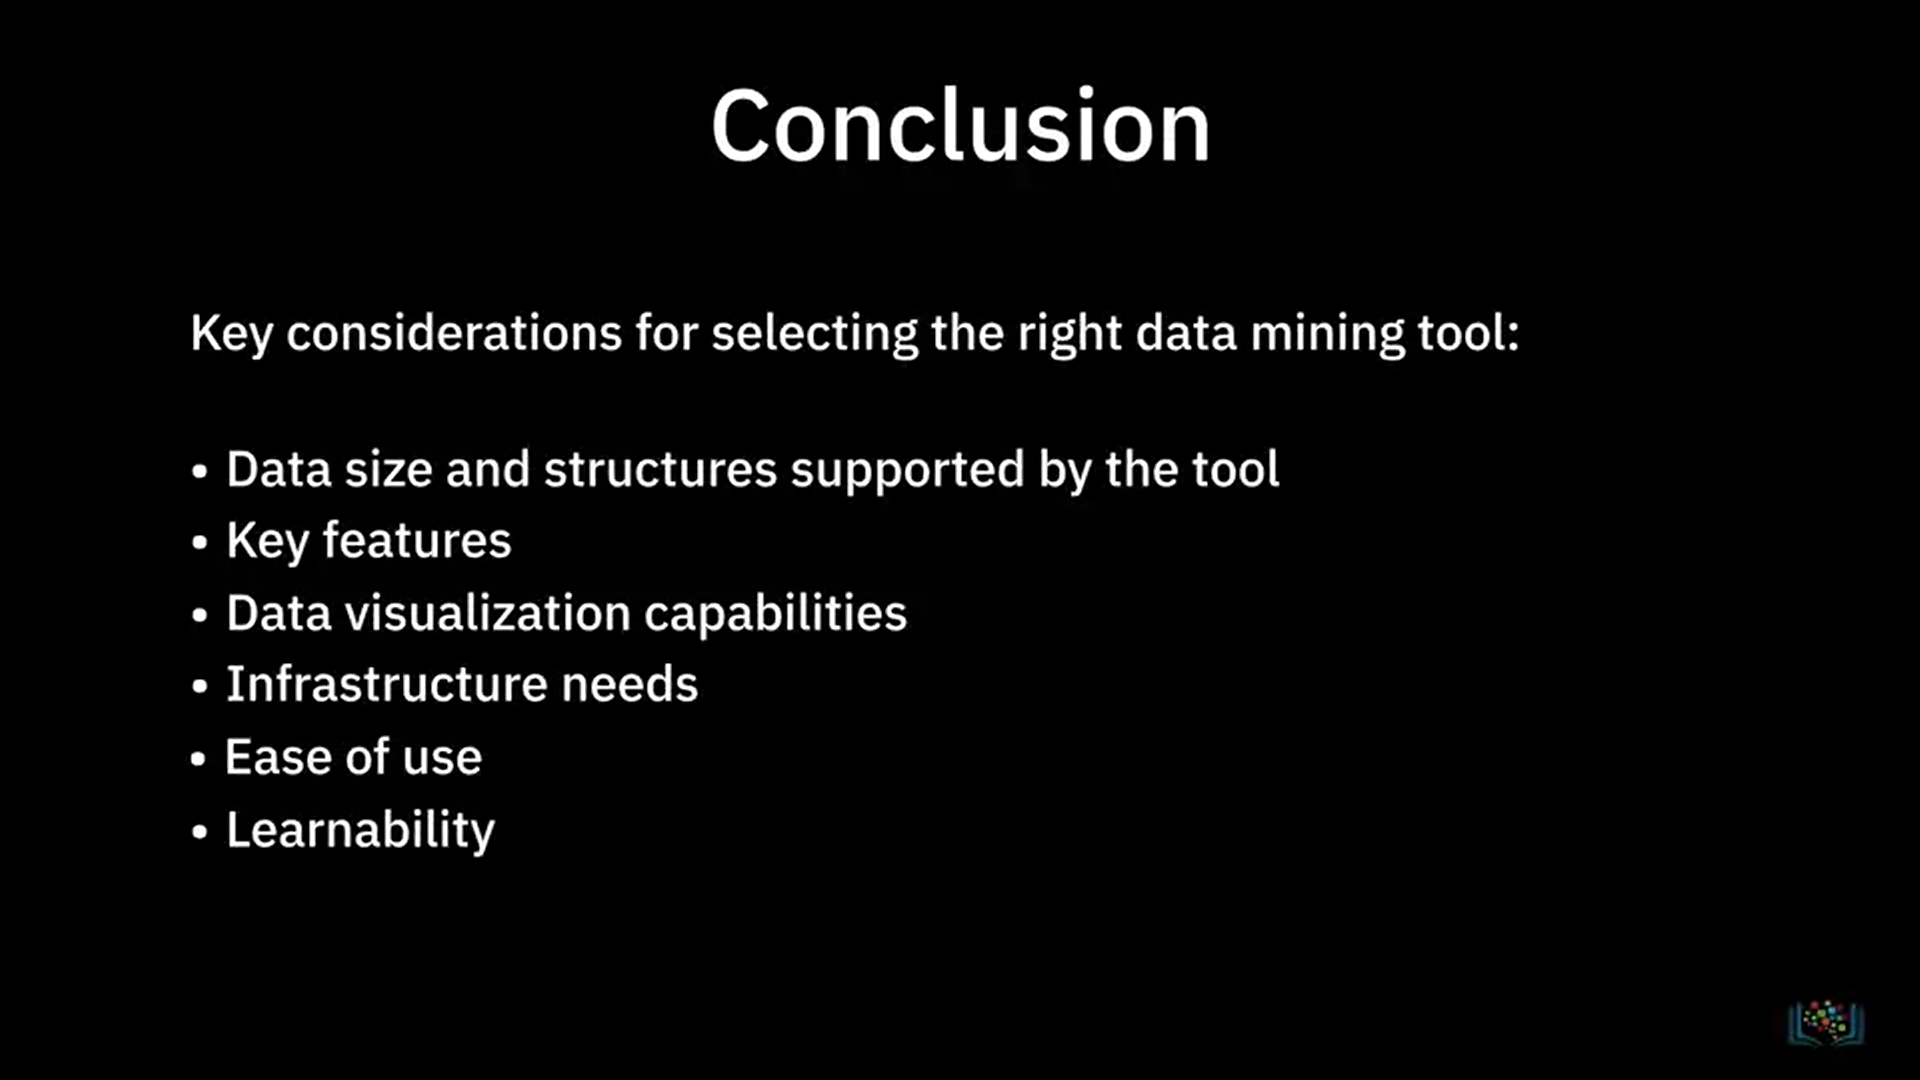 Conclusion
Key considerations for selecting the right data mining tool:
• Data size and structures supported by the tool
• Key features
• Data visualization capabilities
• Infrastructure needs
• Ease of use
• Learnability